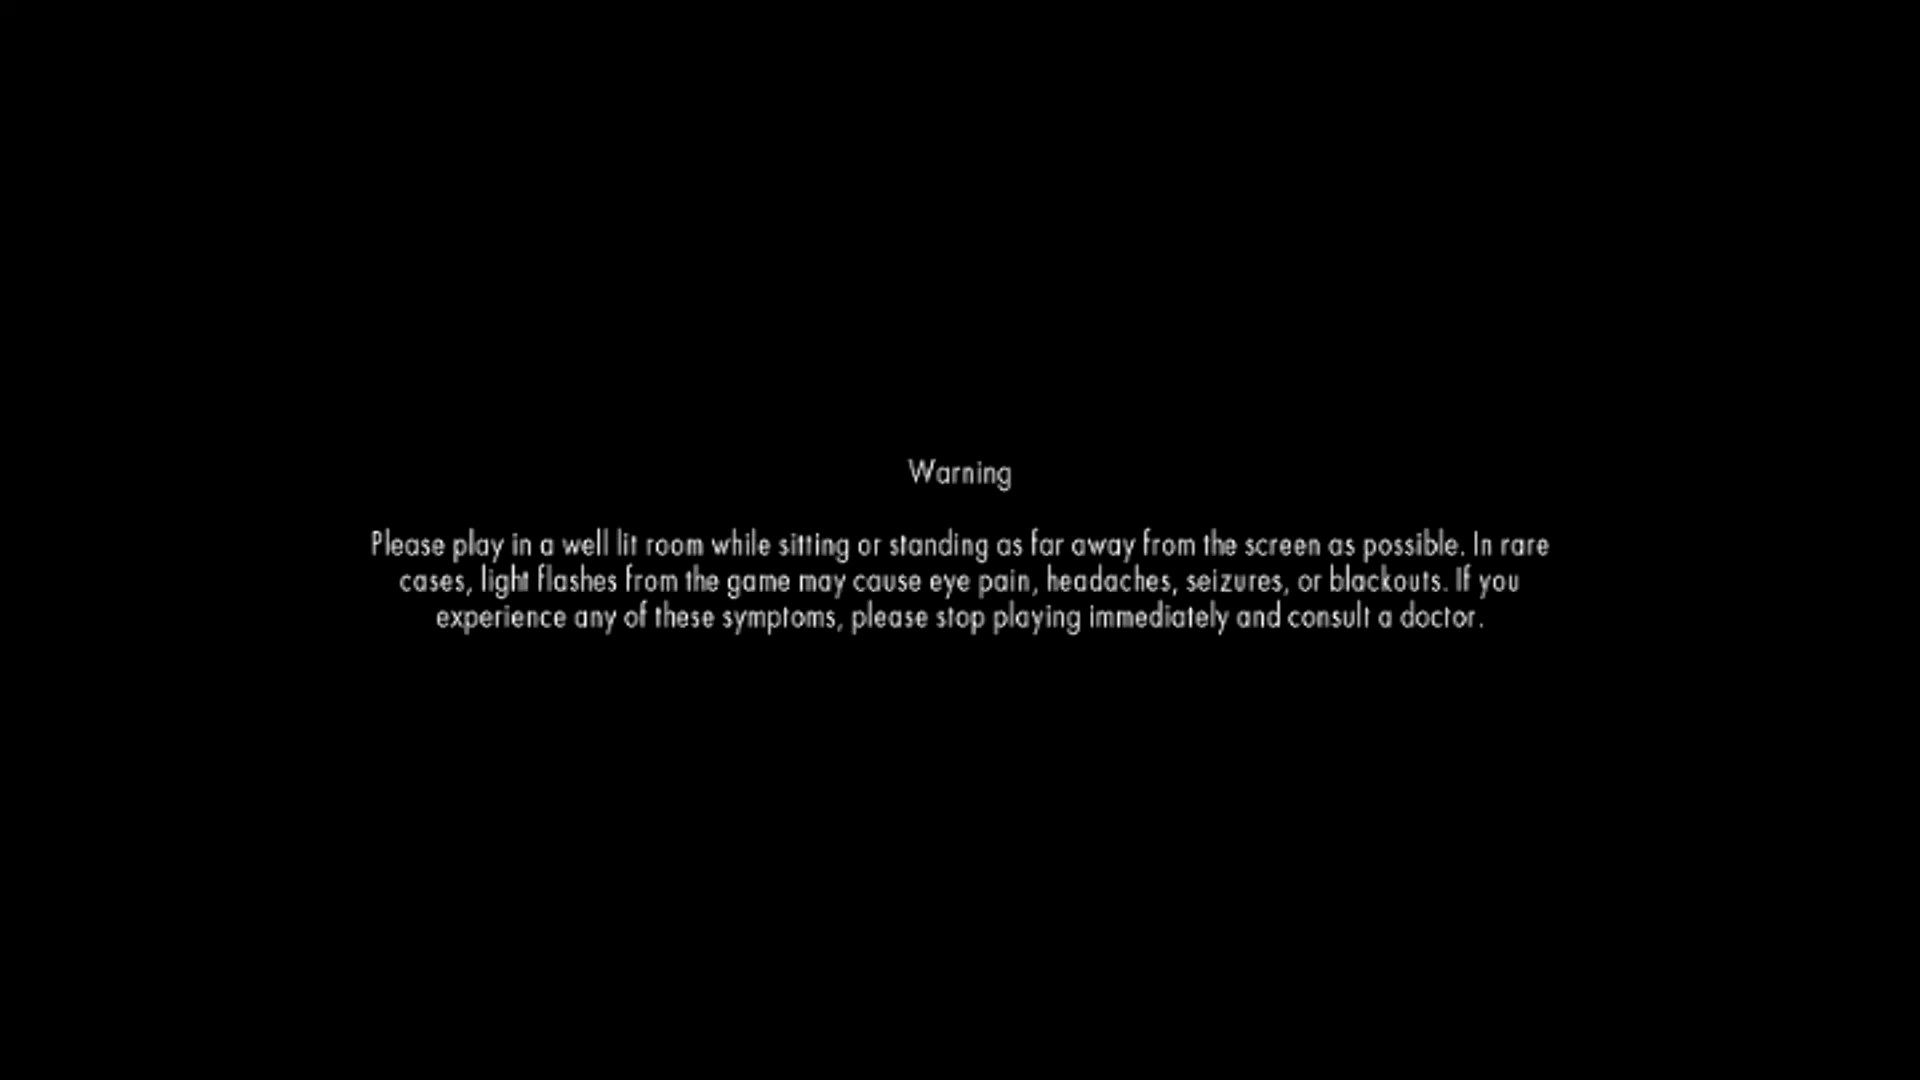 Warning
Please play in a well lit room while sitting or standing as far away from the screen as possible. In rare
cases, light flashes from the game may cause eye pain, headaches, seizures, or blackouts. If you
experience any of these symptoms, please stop playing immediately and consult a doctor.